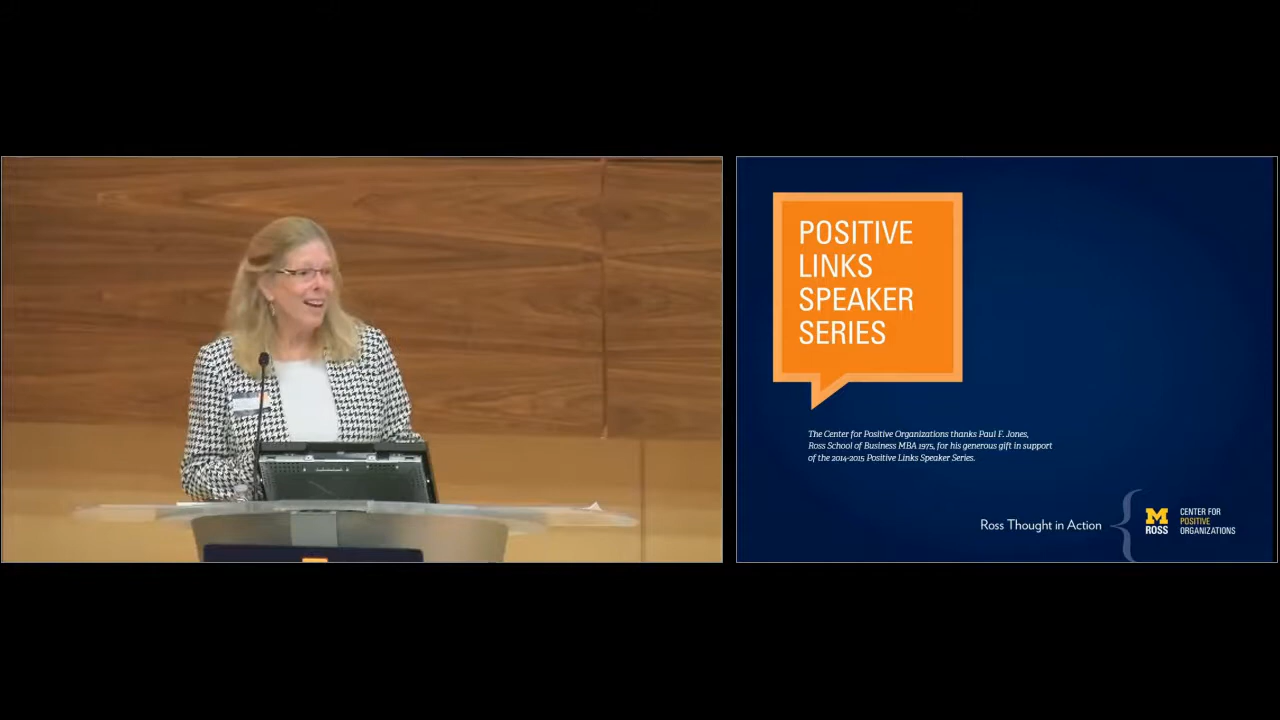 POSITIVE
LINKS
SPEAKER
SERIES
The Center for Positive Organizations thanks Paul F. Jones,
Ross School of Business MBA 1975, for his generous gift in support
of the 2014-2015 Positive Links Speaker Series.
Ross Thought in Action
M
ROSS
CENTER FOR
POSITIVE
ORGANIZATIONS